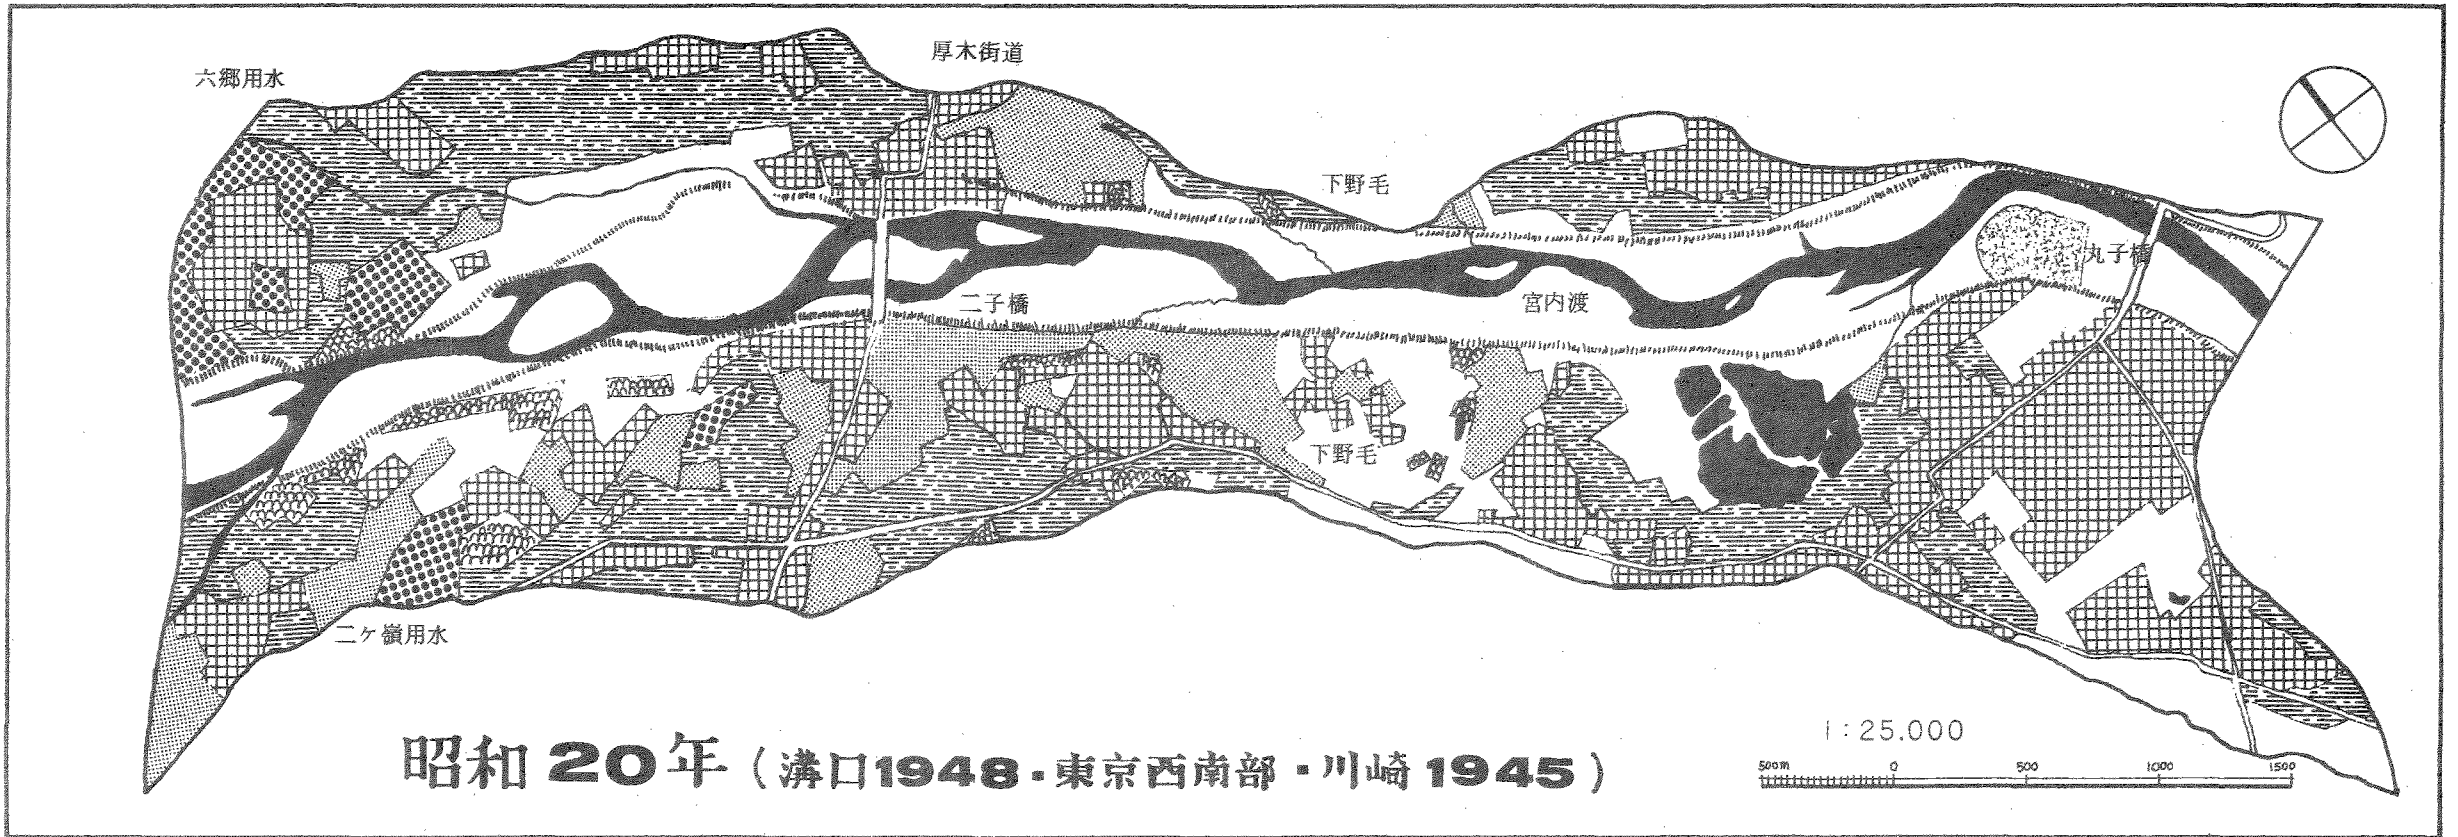 厚木街道
六郷用水
下野毛
丸子橋
二子橋
宮内渡
下野毛
二ケ嶺用水
1:25.000
昭和20年(溝口1948・東京西南部・川崎1945)
500m 0 500 1000 1500